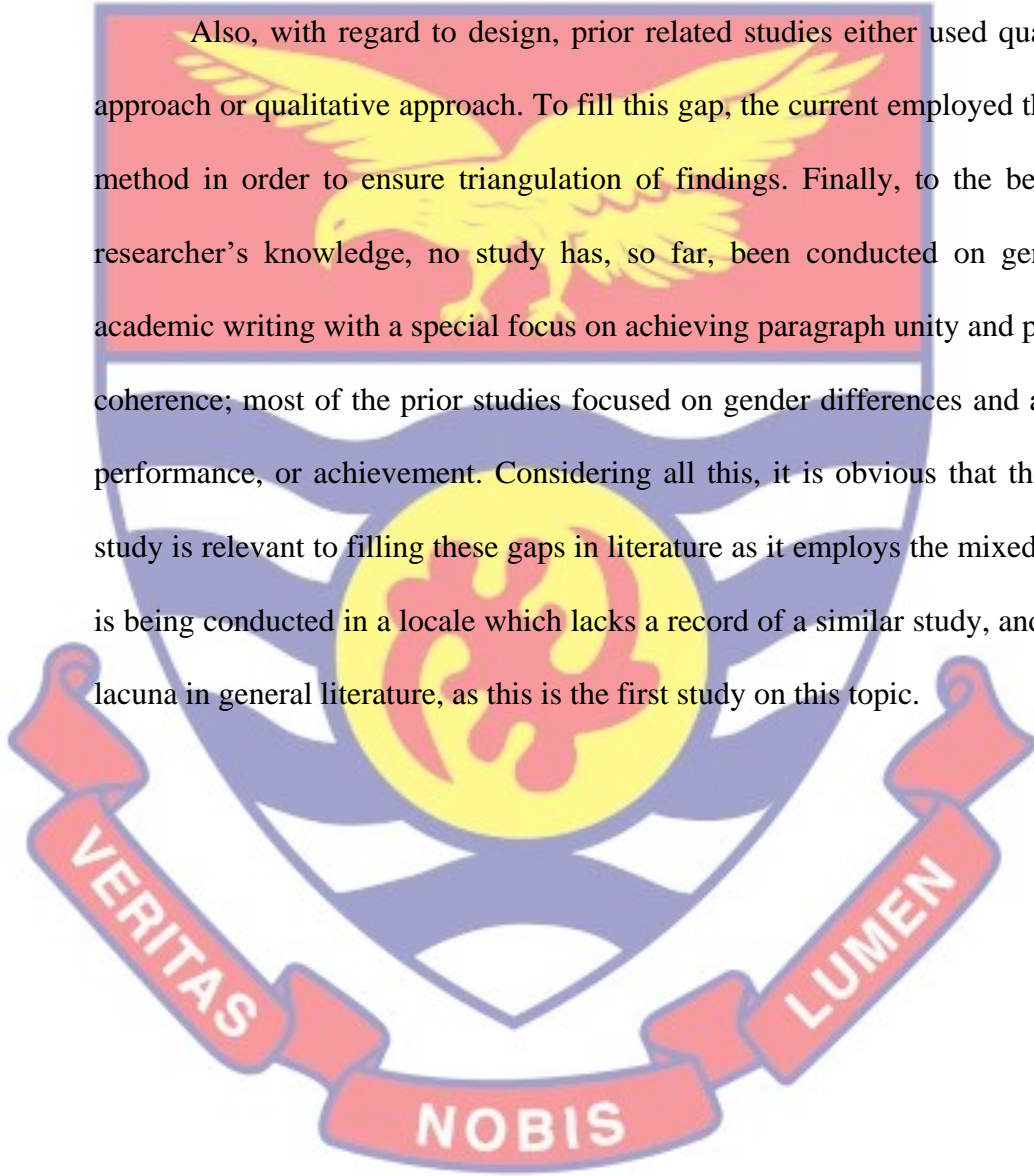 Also, with regard to design, prior related studies either used qua
approach or qualitative approach. To fill this gap, the current employed th
method in order to ensure triangulation of findings. Finally, to the be
researcher’s knowledge, no study has, so far, been conducted on gen
academic writing with a special focus on achieving paragraph unity and p
coherence; most of the prior studies focused on gender differences and a
performance, or achievement. Considering all this, it is obvious that th
study is relevant to filling these gaps in literature as it employs the mixed
is being conducted in a locale which lacks a record of a similar study, and
lacuna in general literature, as this is the first study on this topic.
VERITAS
NOBIS
LUMEN